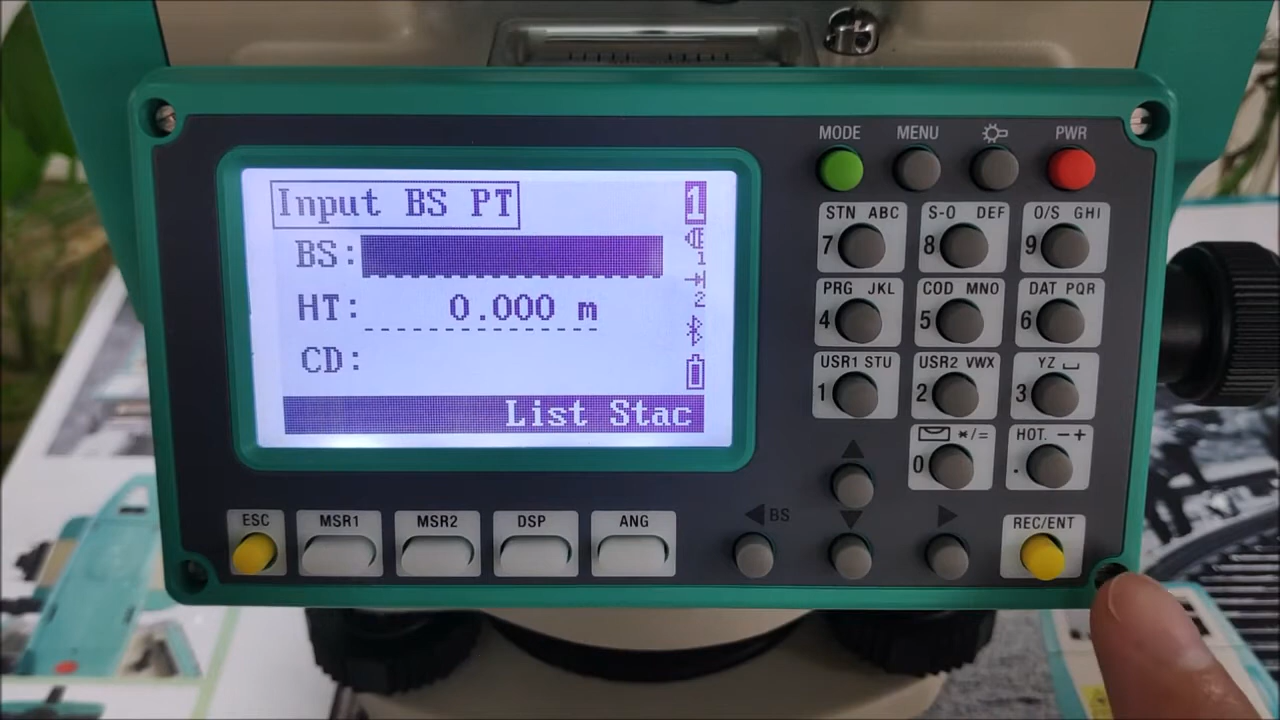 MODE MENU PWR
Input BS PT 1
BS:
1
HT: 0.000 m
2
CD:
List Stac
STN ABC S-O DEF O/S GHI
7 8 9
PRG JKL COD MNO DAT PQR
4 5 6
USR1 STU USR2 VWX YZ
1 2 3
*/= HOT. −+
0 .
BS
ESC MSR1 MSR2 DSP ANG REC/ENT